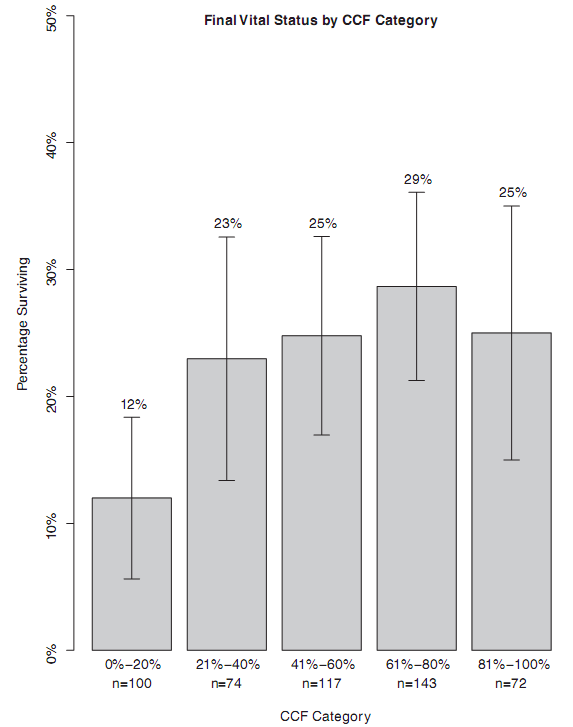 Final Vital Status by CCF Category
50%
40%
30%
20%
10%
0%
Percentage Surviving
12%
23%
25%
29%
25%
0%–20% 21%–40% 41%–60% 61%–80% 81%–100%
n=100 n=74 n=117 n=143 n=72
CCF Category